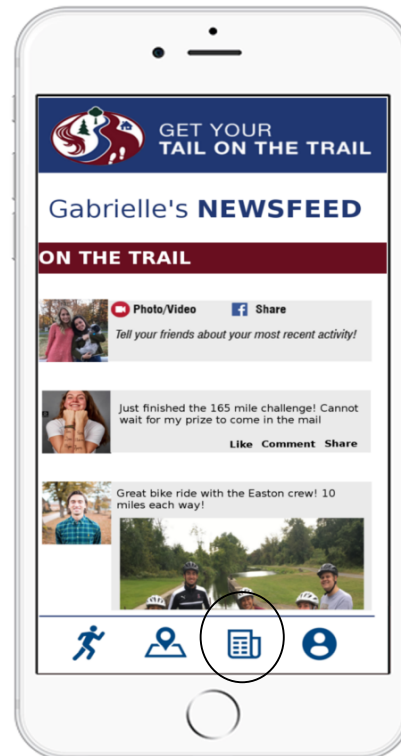 GET YOUR
TAIL ON THE TRAIL
Gabrielle's NEWSFEED
ON THE TRAIL
Photo/Video Share
Tell your friends about your most recent activity!
Just finished the 165 mile challenge! Cannot
wait for my prize to come in the mail
Like Comment Share
Great bike ride with the Easton crew! 10
miles each way!